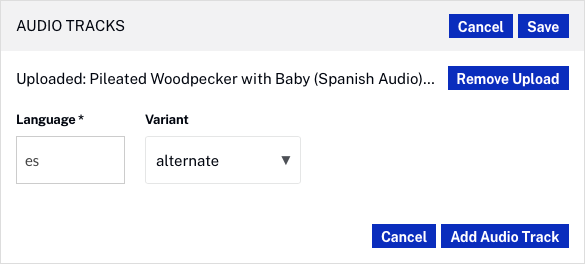 AUDIO TRACKS Cancel Save
Uploaded: Pileated Woodpecker with Baby (Spanish Audio)... Remove Upload
Language * Variant
es alternate ▼
Cancel Add Audio Track